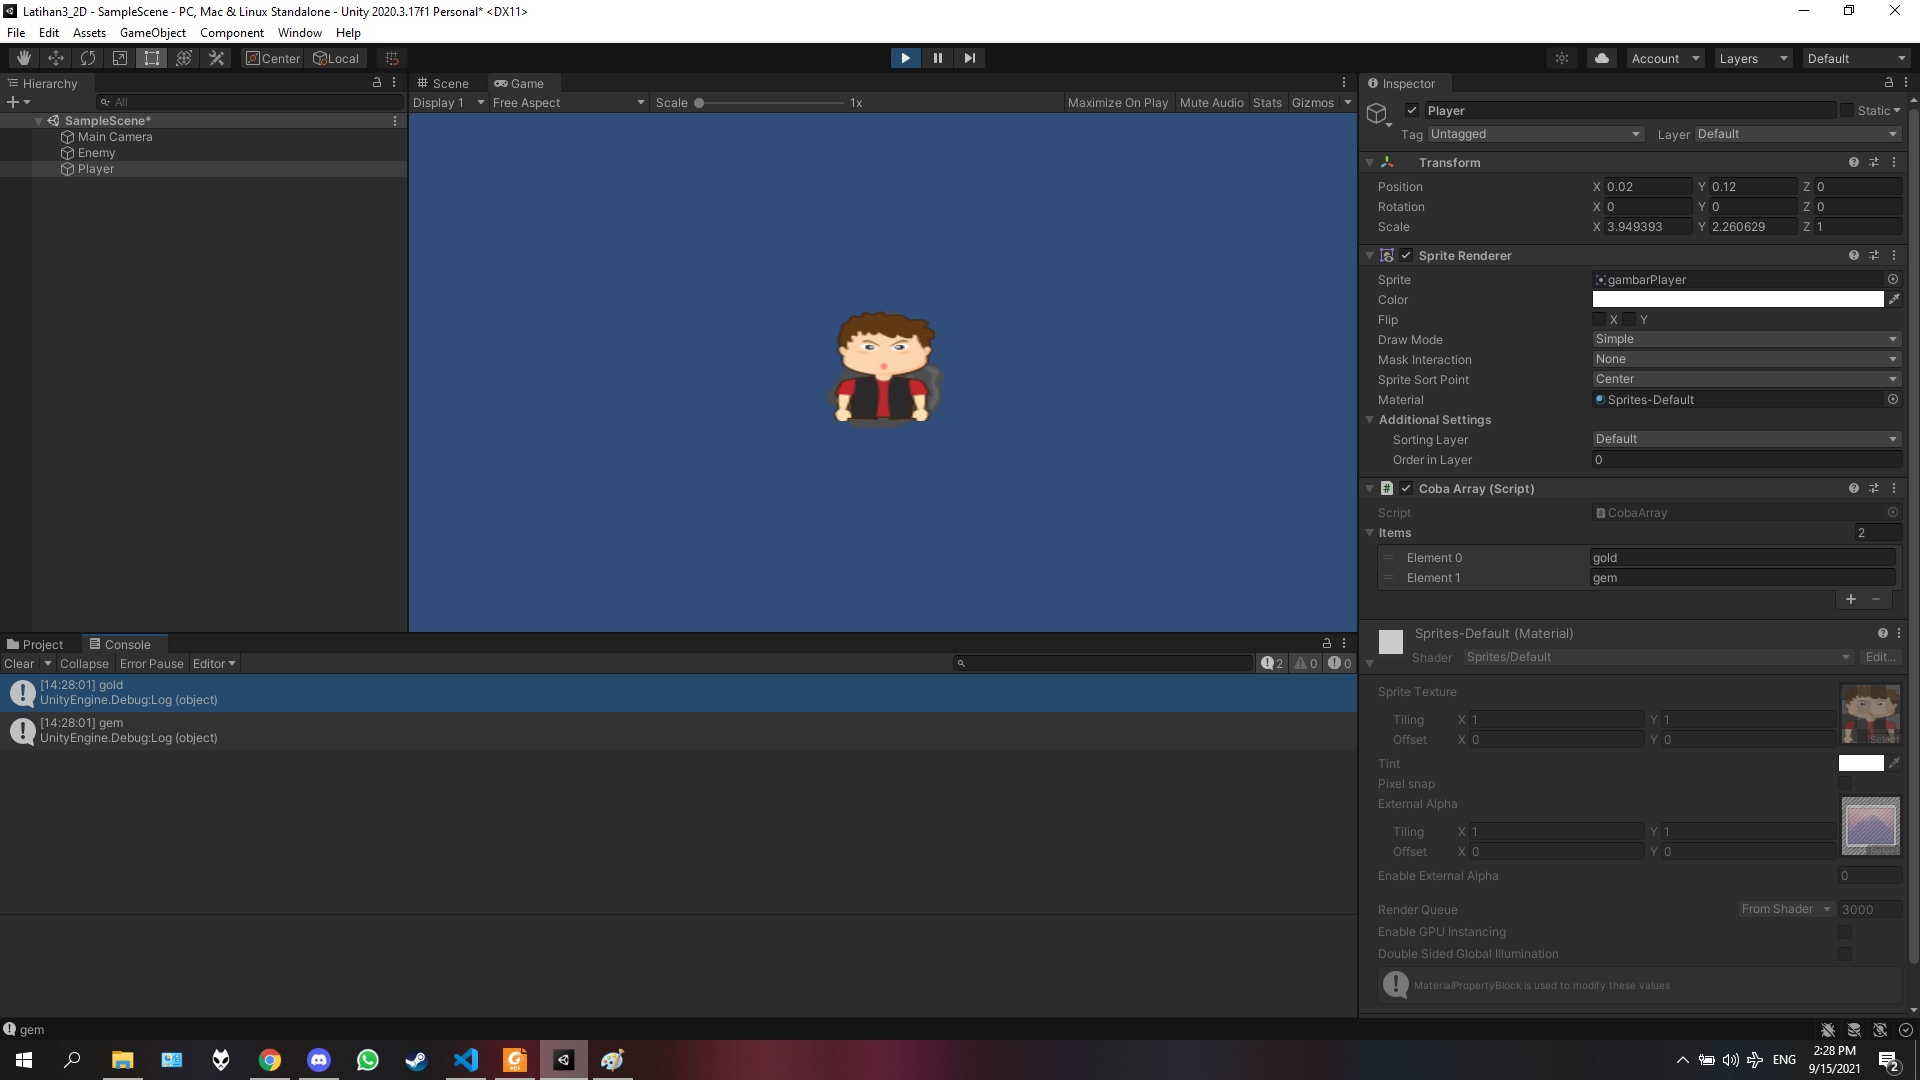 Latihan3_2D - SampleScene - PC, Mac & Linux Standalone - Unity 2020.3.17f1 Personal* <DX11>
File Edit Assets GameObject Component Window Help
Center Local Account Layers Default
Hierarchy
All
SampleScene*
Main Camera
Enemy
Player
Scene Game
Display 1 Free Aspect Scale 1x Maximize On Play Mute Audio Stats Gizmos
Inspector
Player Static
Tag Untagged Layer Default
Transform
Position X 0.02 Y 0.12 Z 0
Rotation X 0 Y 0 Z 0
Scale X 3.949393 Y 2.260629 Z 1
Sprite Renderer
Sprite gambarPlayer
Color
Flip X Y
Draw Mode Simple
Mask Interaction None
Sprite Sort Point Center
Material Sprites-Default
Additional Settings
Sorting Layer Default
Order in Layer 0
# Coba Array (Script)
Script CobaArray
Items 2
Element 0 gold
Element 1 gem
+ −
Sprites-Default (Material)
Shader Sprites/Default Edit...
Sprite Texture
Tiling X 1 Y 1
Offset X 0 Y 0
Select
Tint
Pixel snap
External Alpha
Tiling X 1 Y 1
Offset X 0 Y 0
Select
Enable External Alpha 0
Render Queue From Shader 3000
Enable GPU Instancing
Double Sided Global Illumination
MaterialPropertyBlock is used to modify these values
Project Console
Clear Collapse Error Pause Editor 2 0 0
[14:28:01] gold
UnityEngine.Debug:Log (object)
[14:28:01] gem
UnityEngine.Debug:Log (object)
gem
PDF
ENG
2:28 PM
9/15/2021
2